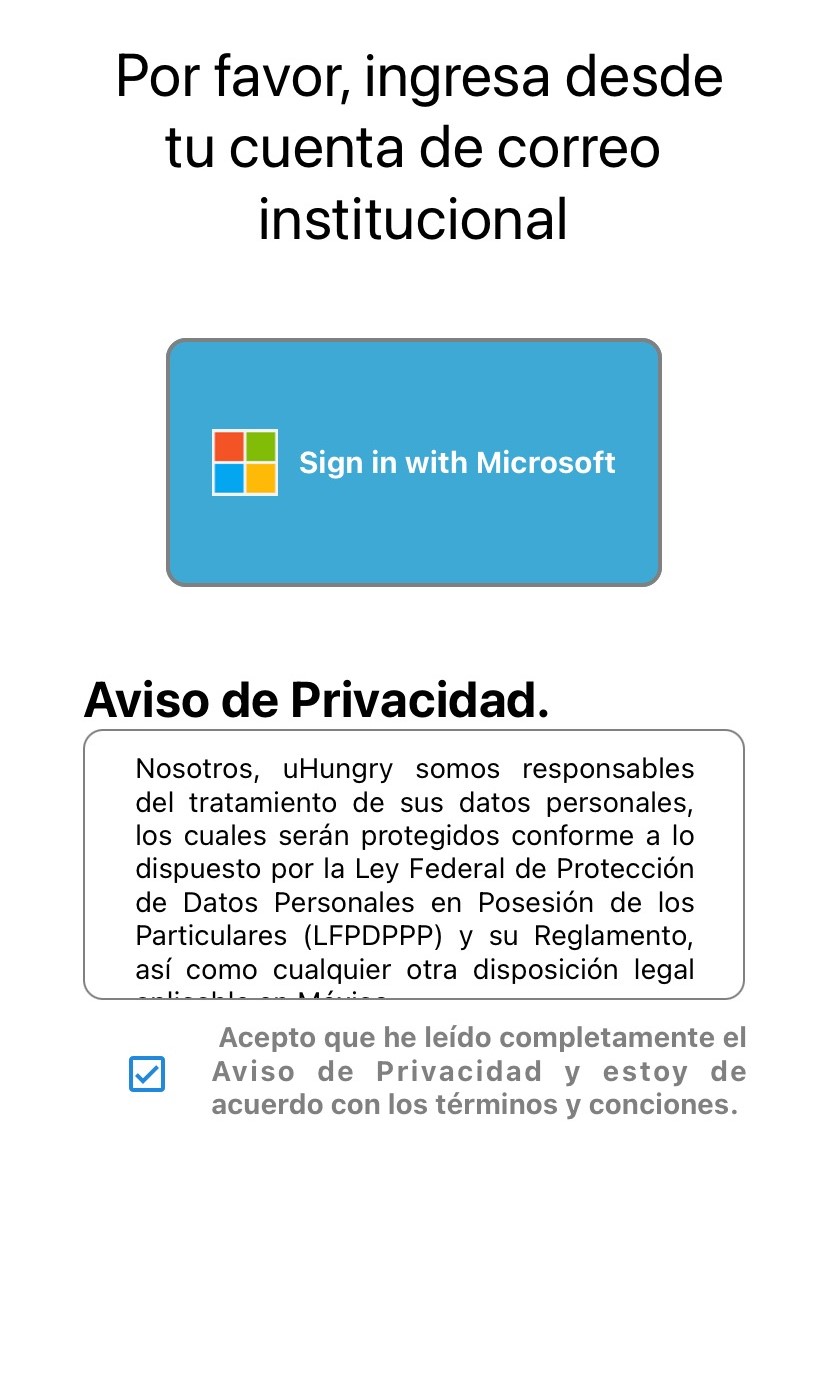 Por favor, ingresa desde
tu cuenta de correo
institucional
Sign in with Microsoft
Aviso de Privacidad.
Nosotros, uHungry somos responsables
del tratamiento de sus datos personales,
los cuales serán protegidos conforme a lo
dispuesto por la Ley Federal de Protección
de Datos Personales en Posesión de los
Particulares (LFPDPPP) y su Reglamento,
así como cualquier otra disposición legal
aplicable en México.
Acepto que he leído completamente el
Aviso de Privacidad y estoy de
acuerdo con los términos y conciones.